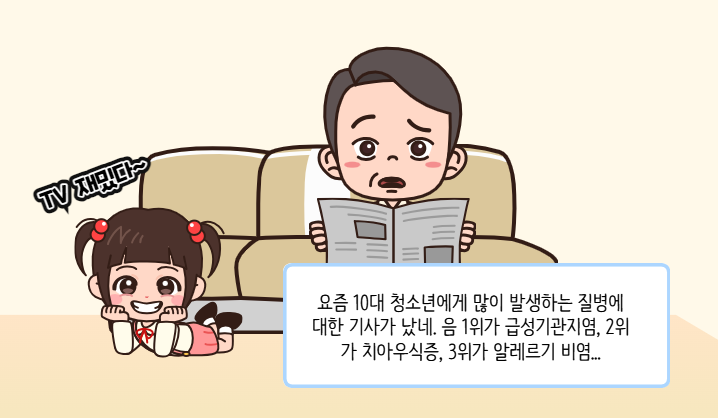 TV 재밌다~
요즘 10대 청소년에게 많이 발생하는 질병에
대한 기사가 났네. 음 1위가 급성기관지염, 2위
가 치아우식증, 3위가 알레르기 비염...